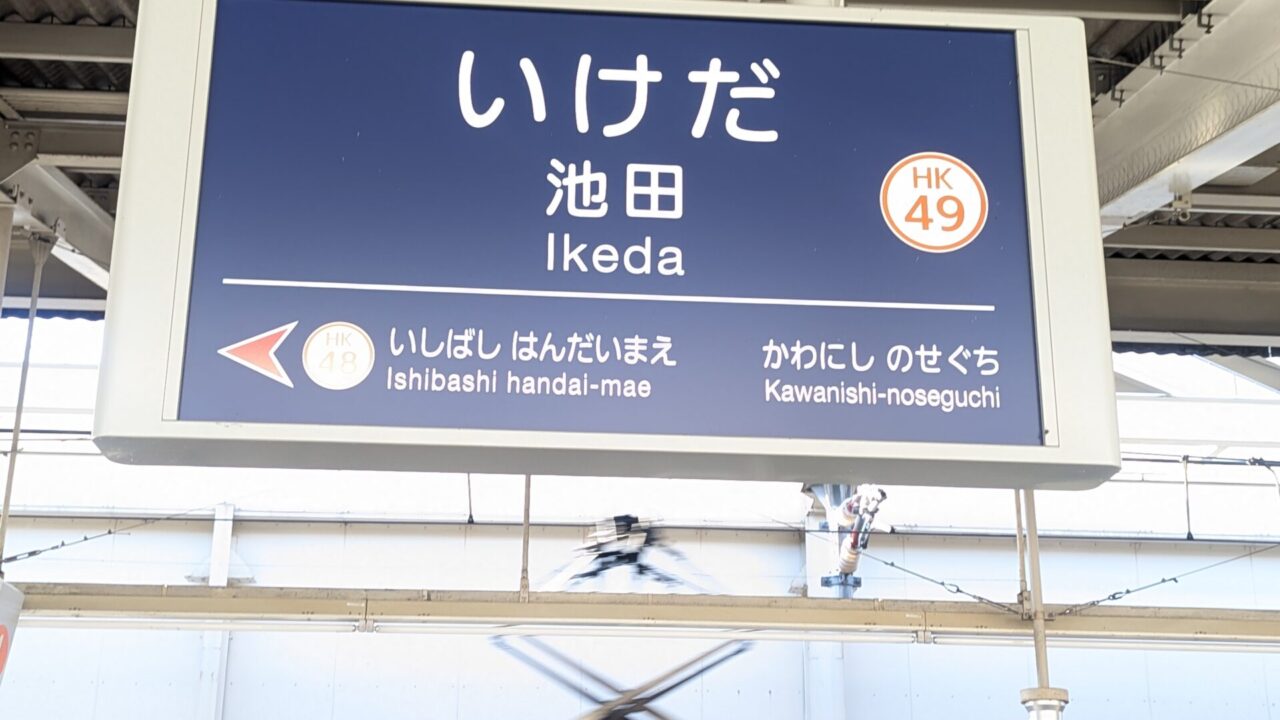 いけだ
池田
Ikeda
HK
49
HK
48
いしばし はんだいまえ
Ishibashi handai-mae
かわにし のせぐち
Kawanishi-noseguchi